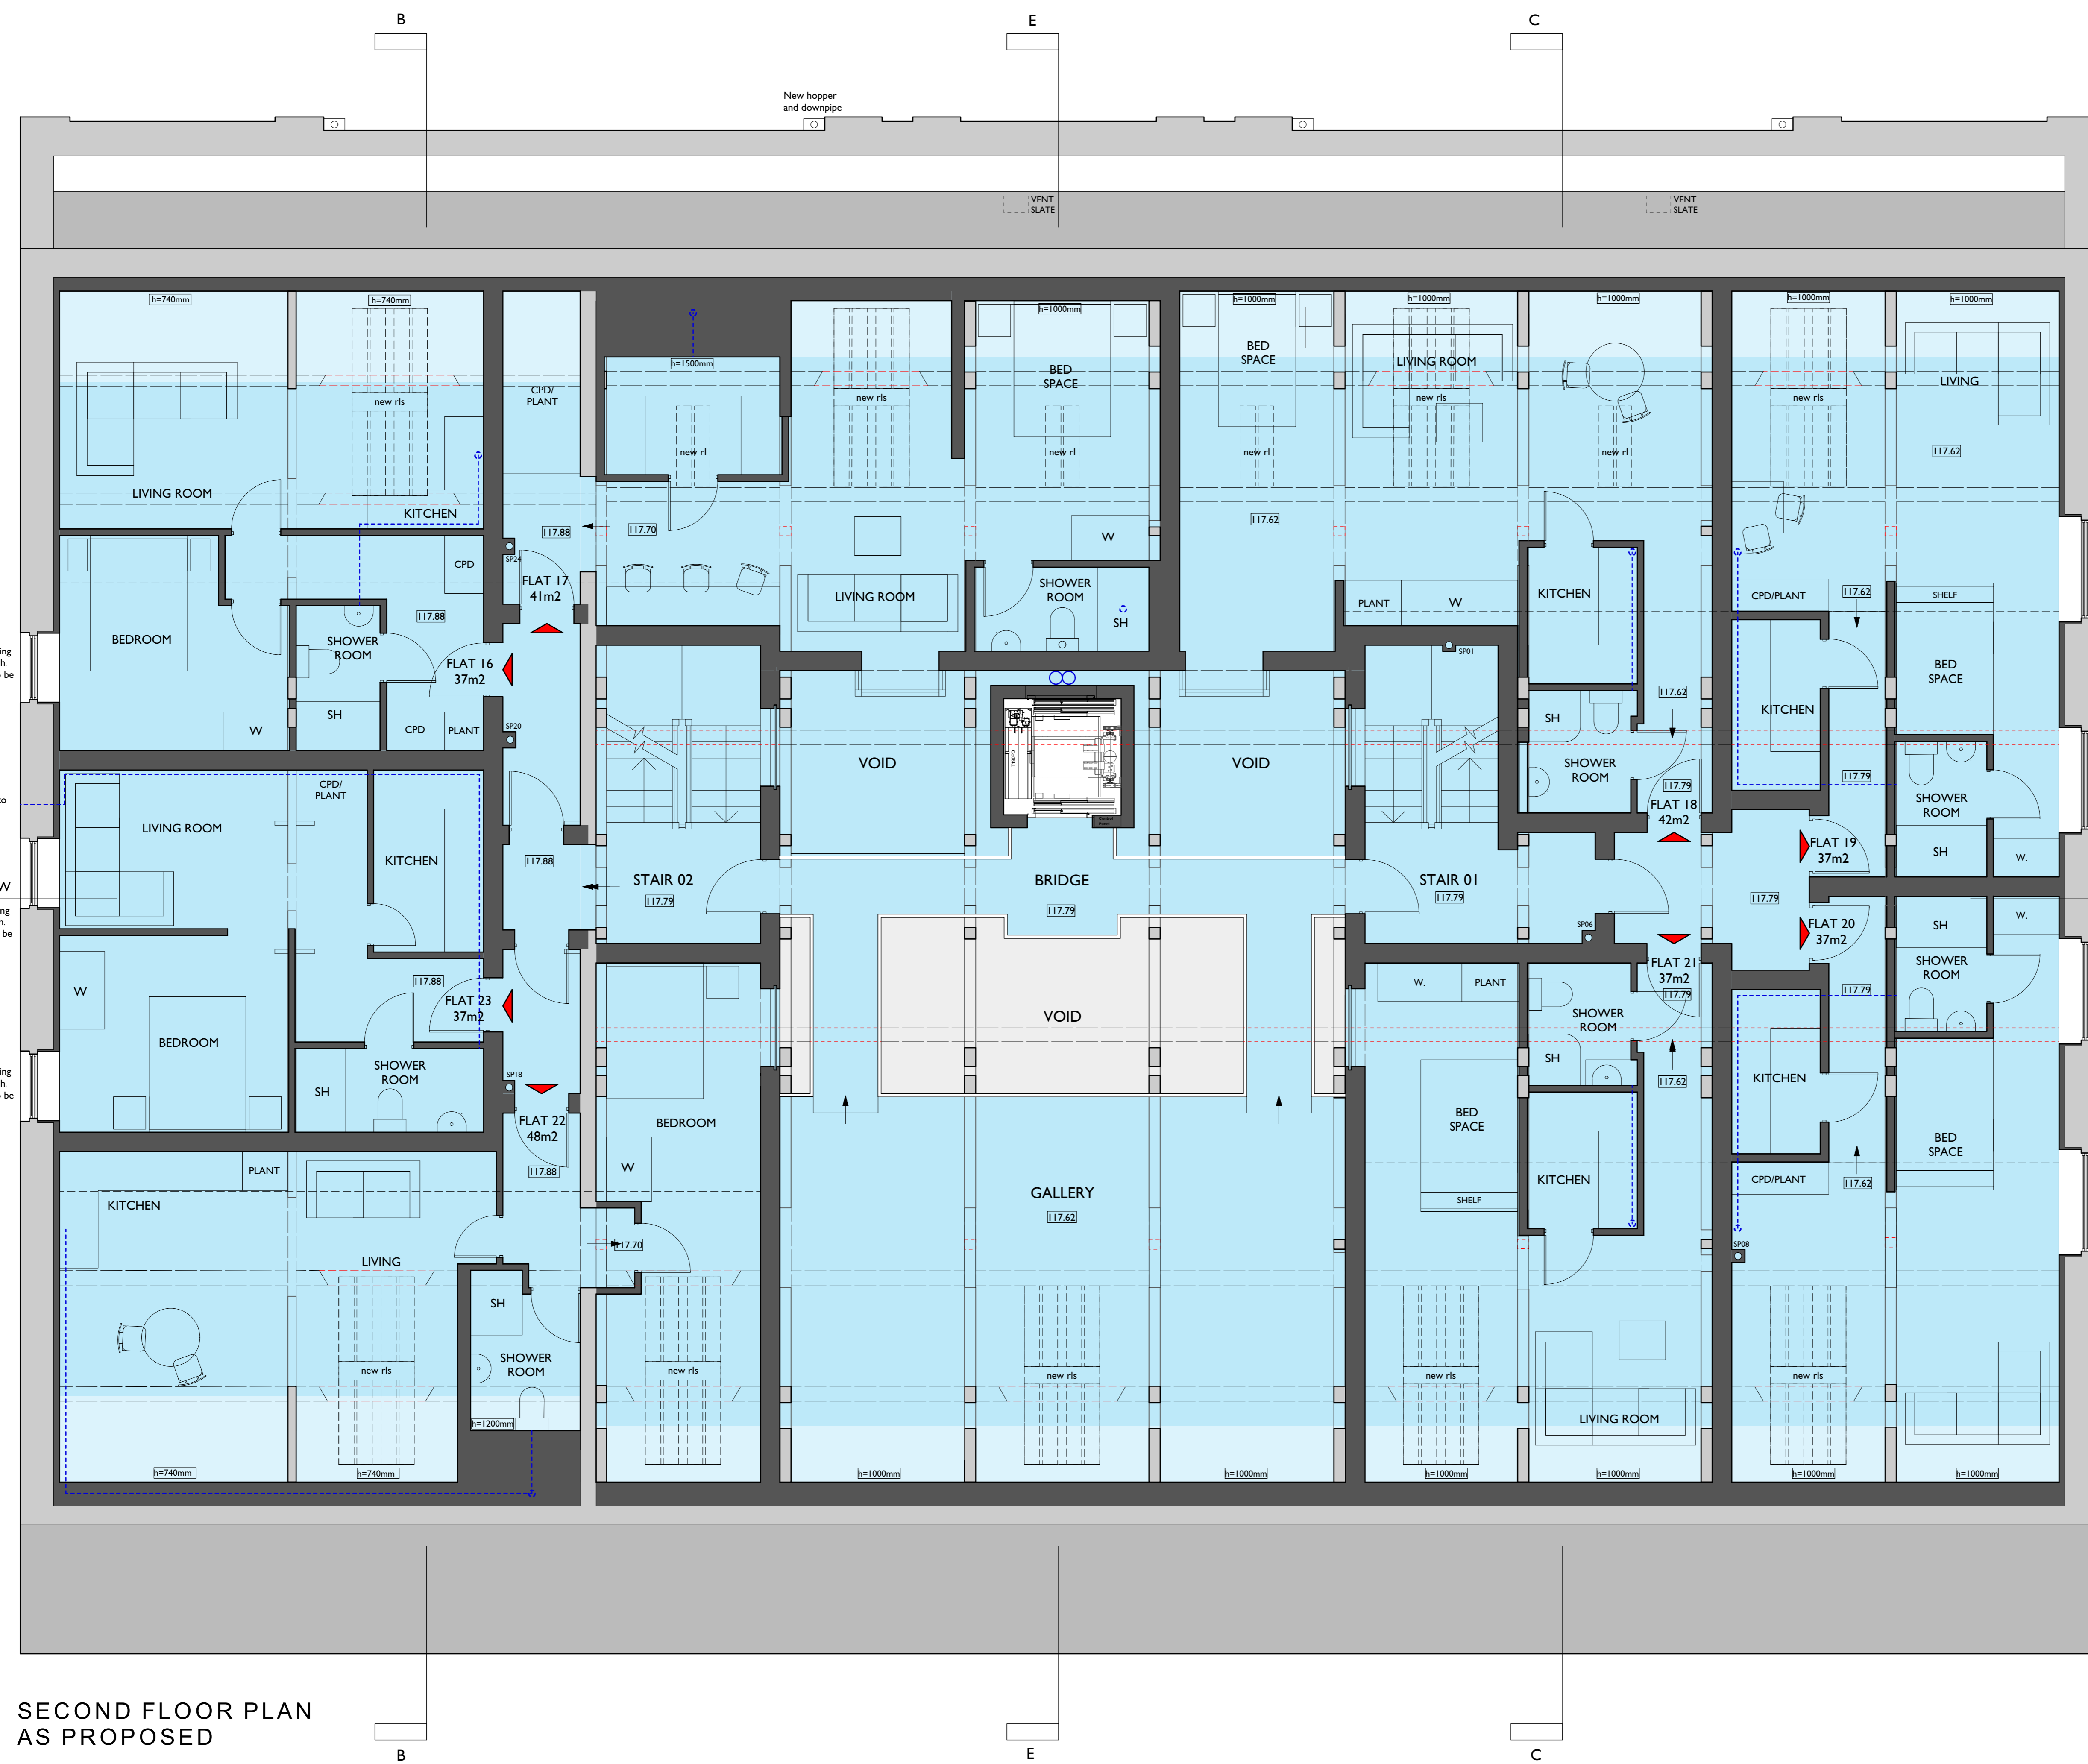 B
E
C
New hopper
and downpipe
VENT
SLATE
VENT
SLATE
h=740mm
h=740mm
h=1500mm
h=1000mm
h=1000mm
h=1000mm
h=1000mm
h=1000mm
h=1000mm
new rls
CPD/
PLANT
new rls
BED
SPACE
BED
SPACE
LIVING ROOM
new rls
new rls
LIVING
new rl
new rl
new rl
new rl
117.62
LIVING ROOM
KITCHEN
117.88
117.70
W
117.62
CPD
SP24
FLAT 17
41m2
LIVING ROOM
SHOWER
ROOM
SH
PLANT
W
KITCHEN
CPD/PLANT
117.62
SHELF
BEDROOM
SHOWER
ROOM
117.88
FLAT 16
37m2
SP01
BED
SPACE
ing
h.
be
SH
W
CPD
PLANT
SP20
117.62
KITCHEN
SH
VOID
T190PD
VOID
SHOWER
ROOM
117.79
117.79
CPD/
PLANT
to
LIVING ROOM
KITCHEN
Control
Panel
FLAT 18
42m2
SHOWER
ROOM
FLAT 19
37m2
SH
W.
W
117.88
STAIR 02
117.79
BRIDGE
117.79
STAIR 01
117.79
117.79
ing
h.
be
SP06
FLAT 20
37m2
SH
W.
W
117.88
FLAT 23
37m2
VOID
W.
PLANT
FLAT 21
37m2
117.79
117.79
SHOWER
ROOM
BEDROOM
SHOWER
ROOM
SH
ing
h.
be
SH
SHOWER
ROOM
SP18
117.62
KITCHEN
FLAT 22
48m2
BEDROOM
BED
SPACE
BED
SPACE
PLANT
117.88
W
KITCHEN
CPD/PLANT
117.62
KITCHEN
GALLERY
117.62
SHELF
LIVING
117.70
SP08
SH
SHOWER
ROOM
new rls
new rls
new rls
new rls
new rls
LIVING ROOM
h=1200mm
h=740mm
h=740mm
h=1000mm
h=1000mm
h=1000mm
h=1000mm
h=1000mm
h=1000mm
SECOND FLOOR PLAN
AS PROPOSED
B
E
C